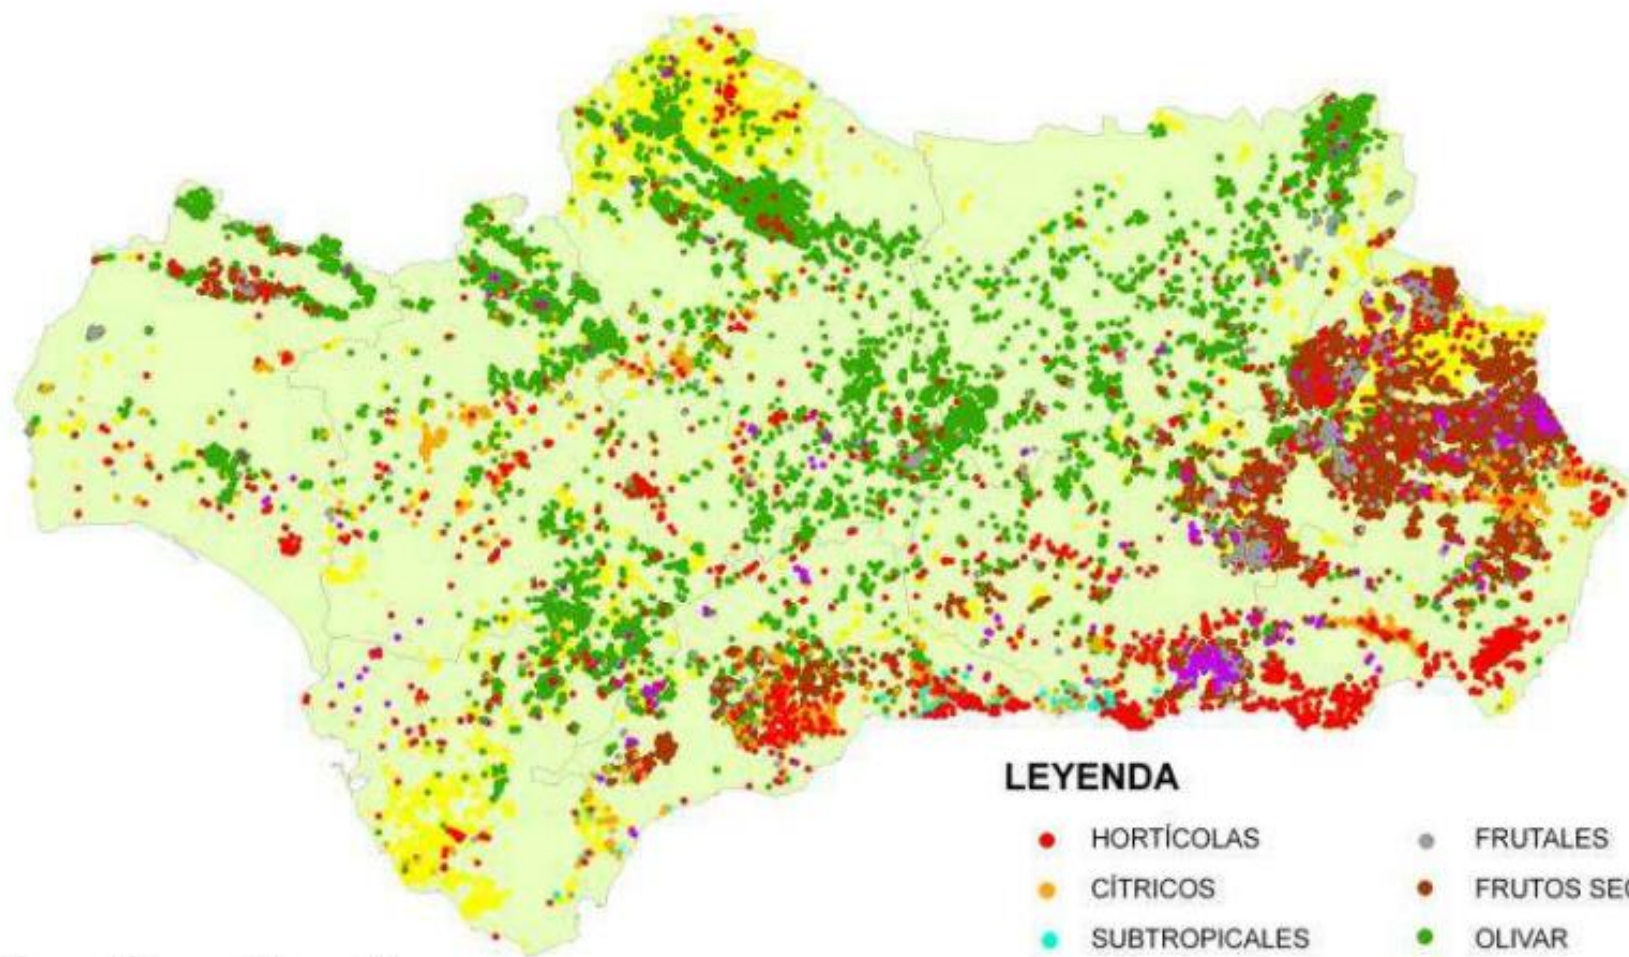 LEYENDA
HORTÍCOLAS
FRUTALES
CÍTRICOS
SUBTROPICALES
OLIVAR